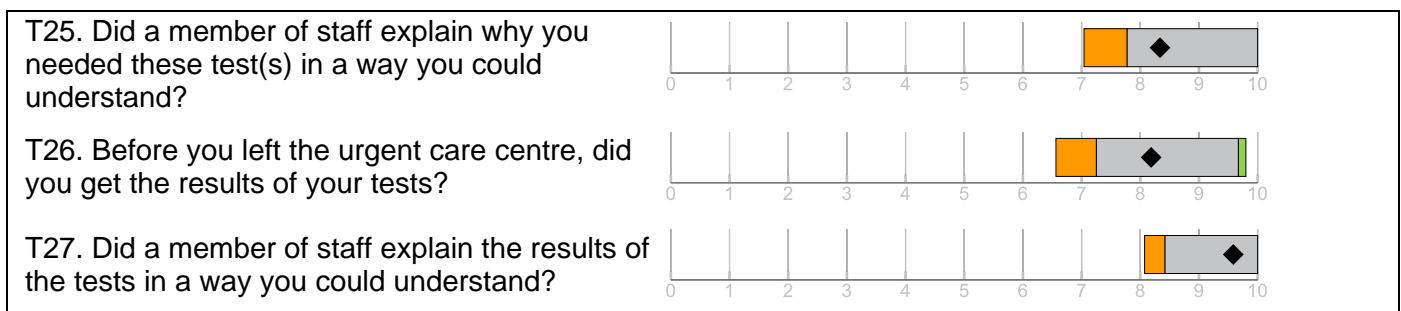 T25. Did a member of staff explain why you
needed these test(s) in a way you could
understand?
0 1 2 3 4 5 6 7 8 9 10
T26. Before you left the urgent care centre, did
you get the results of your tests?
0 1 2 3 4 5 6 7 8 9 10
T27. Did a member of staff explain the results of
the tests in a way you could understand?
0 1 2 3 4 5 6 7 8 9 10